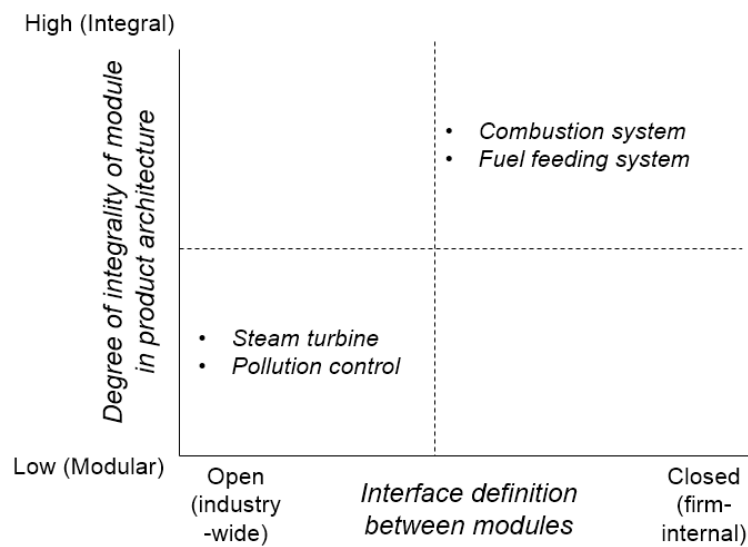 High (Integral)
Degree of integrality of module
in product architecture
• Combustion system
• Fuel feeding system
• Steam turbine
• Pollution control
Low (Modular)
Open
(industry
-wide)
Interface definition
between modules
Closed
(firm-
internal)